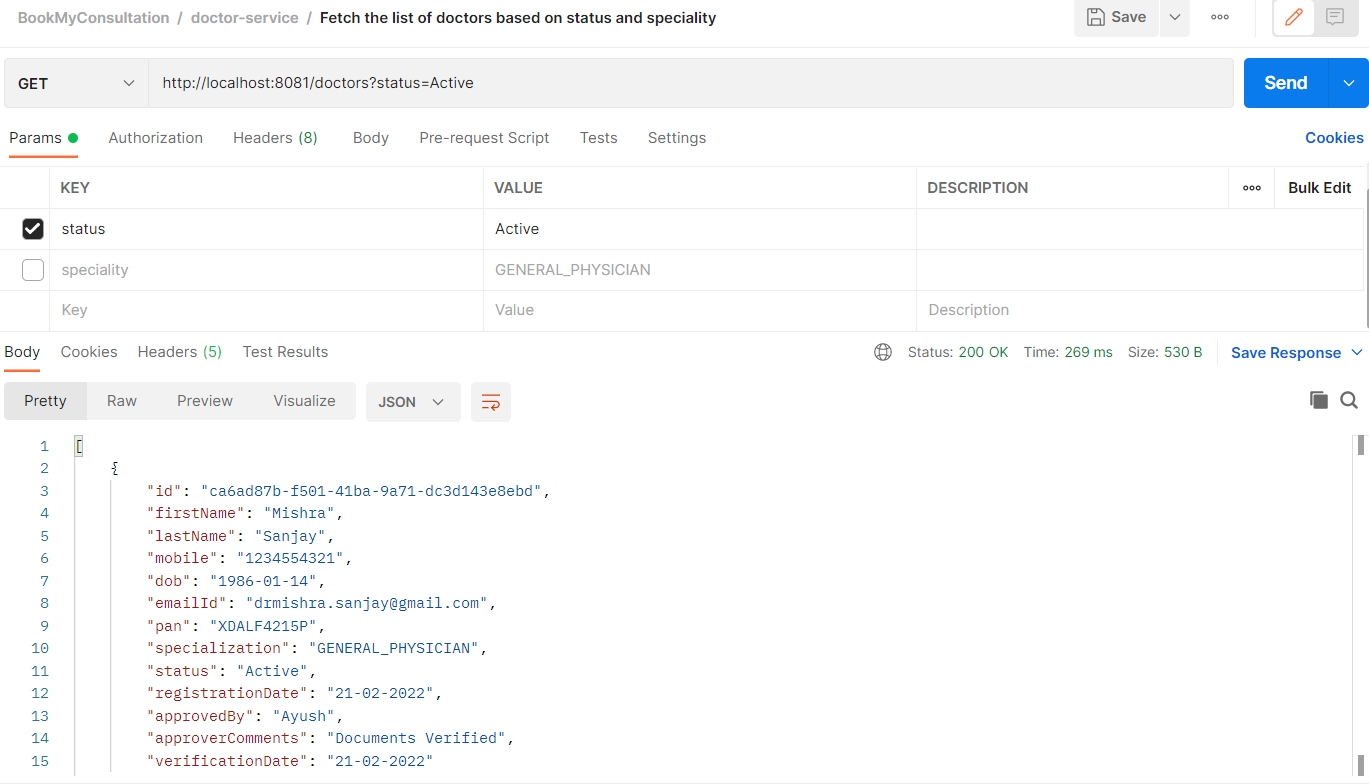 BookMyConsultation / doctor-service / Fetch the list of doctors based on status and speciality
Save
GET http://localhost:8081/doctors?status=Active Send
Params Authorization Headers (8) Body Pre-request Script Tests Settings Cookies
KEY VALUE DESCRIPTION Bulk Edit
status Active
speciality GENERAL_PHYSICIAN
Key Value Description
Body Cookies Headers (5) Test Results Status: 200 OK Time: 269 ms Size: 530 B Save Response
Pretty Raw Preview Visualize JSON
1 [
2 {
3 "id": "ca6ad87b-f501-41ba-9a71-dc3d143e8ebd",
4 "firstName": "Mishra",
5 "lastName": "Sanjay",
6 "mobile": "1234554321",
7 "dob": "1986-01-14",
8 "emailId": "drmishra.sanjay@gmail.com",
9 "pan": "XDALF4215P",
10 "specialization": "GENERAL_PHYSICIAN",
11 "status": "Active",
12 "registrationDate": "21-02-2022",
13 "approvedBy": "Ayush",
14 "approverComments": "Documents Verified",
15 "verificationDate": "21-02-2022"